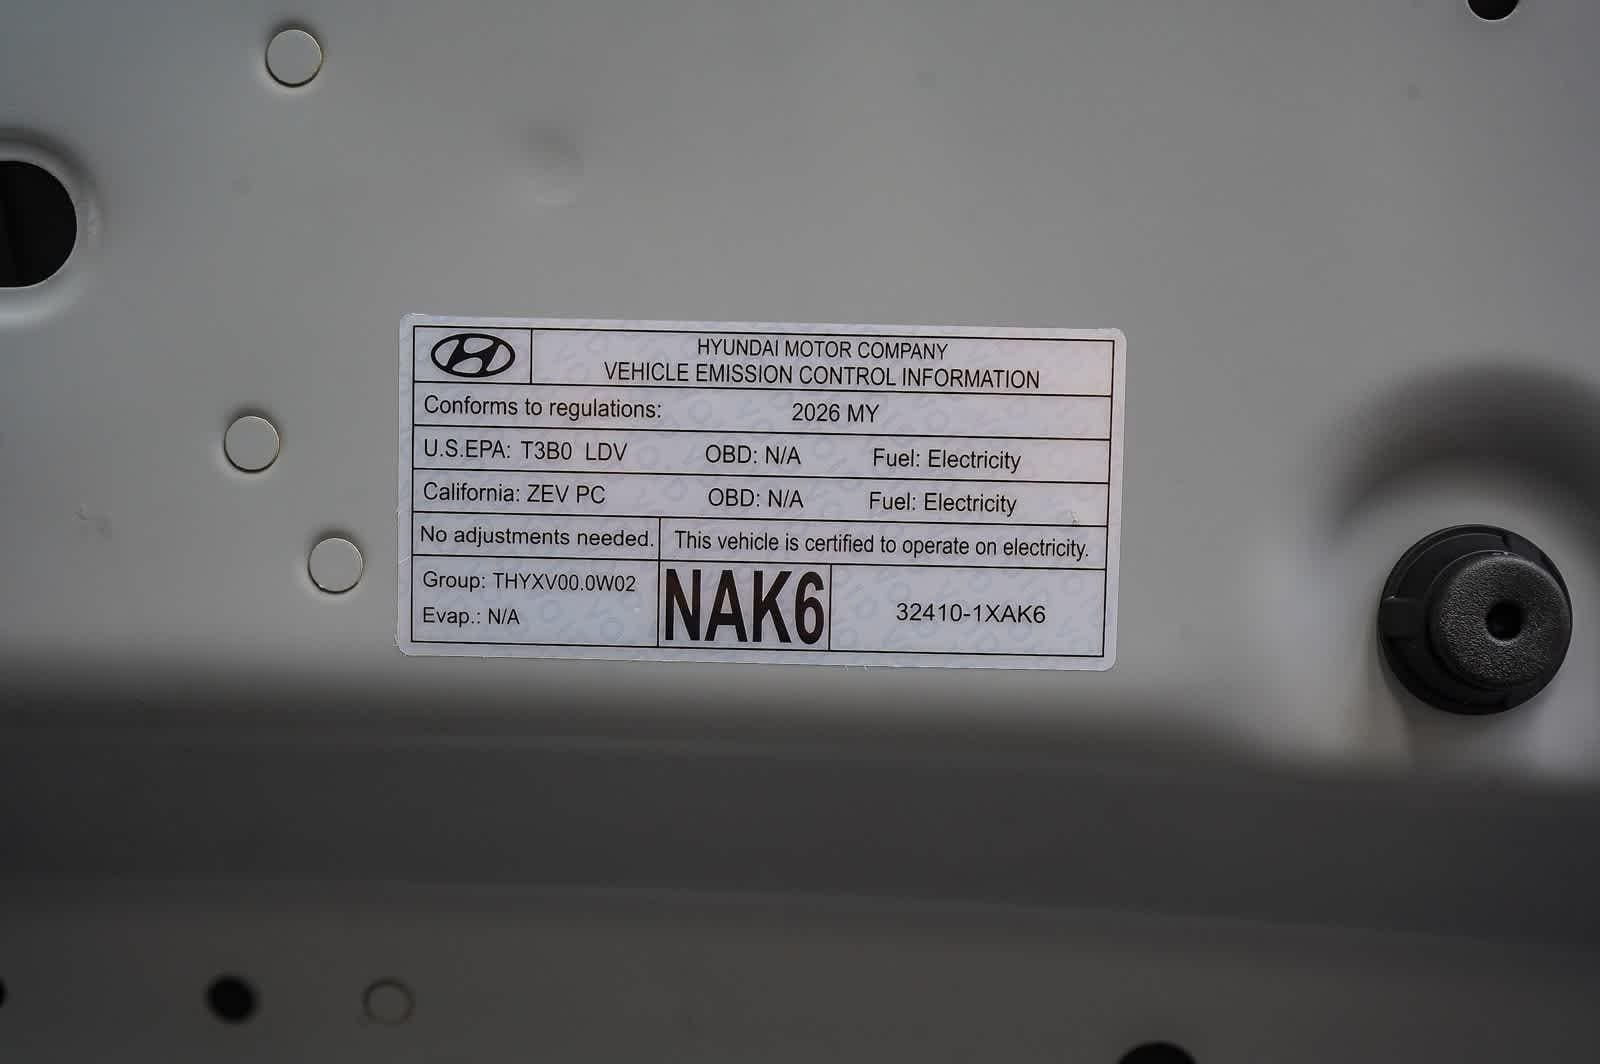 HYUNDAI MOTOR COMPANY
VEHICLE EMISSION CONTROL INFORMATION
Conforms to regulations: 2026 MY
U.S.EPA: T3B0 LDV OBD: N/A Fuel: Electricity
California: ZEV PC OBD: N/A Fuel: Electricity
No adjustments needed. This vehicle is certified to operate on electricity.
Group: THYXV00.0W02
Evap.: N/A
NAK6
32410-1XAK6